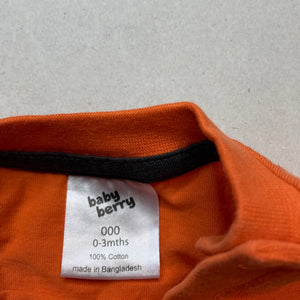 baby
berry
000
0-3mths
100% Cotton
made in Bangladesh